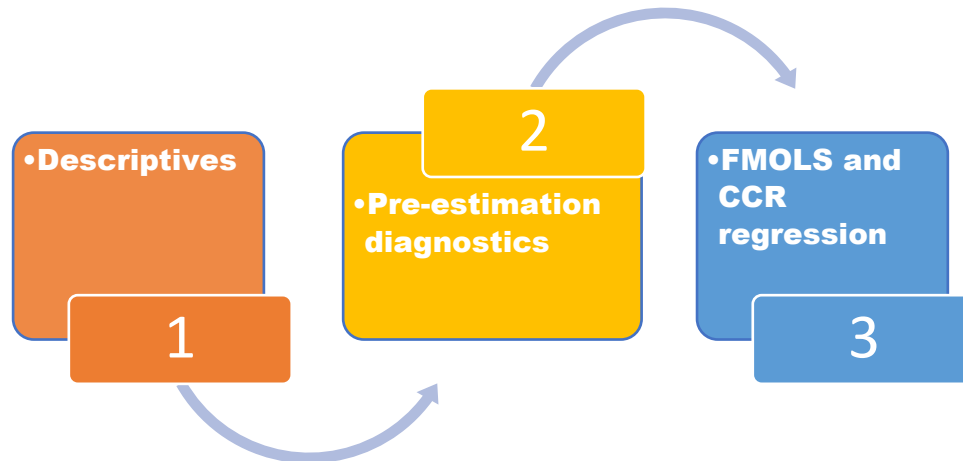 •Descriptives
1
2
•Pre-estimation
diagnostics
•FMOLS and
CCR
regression
3